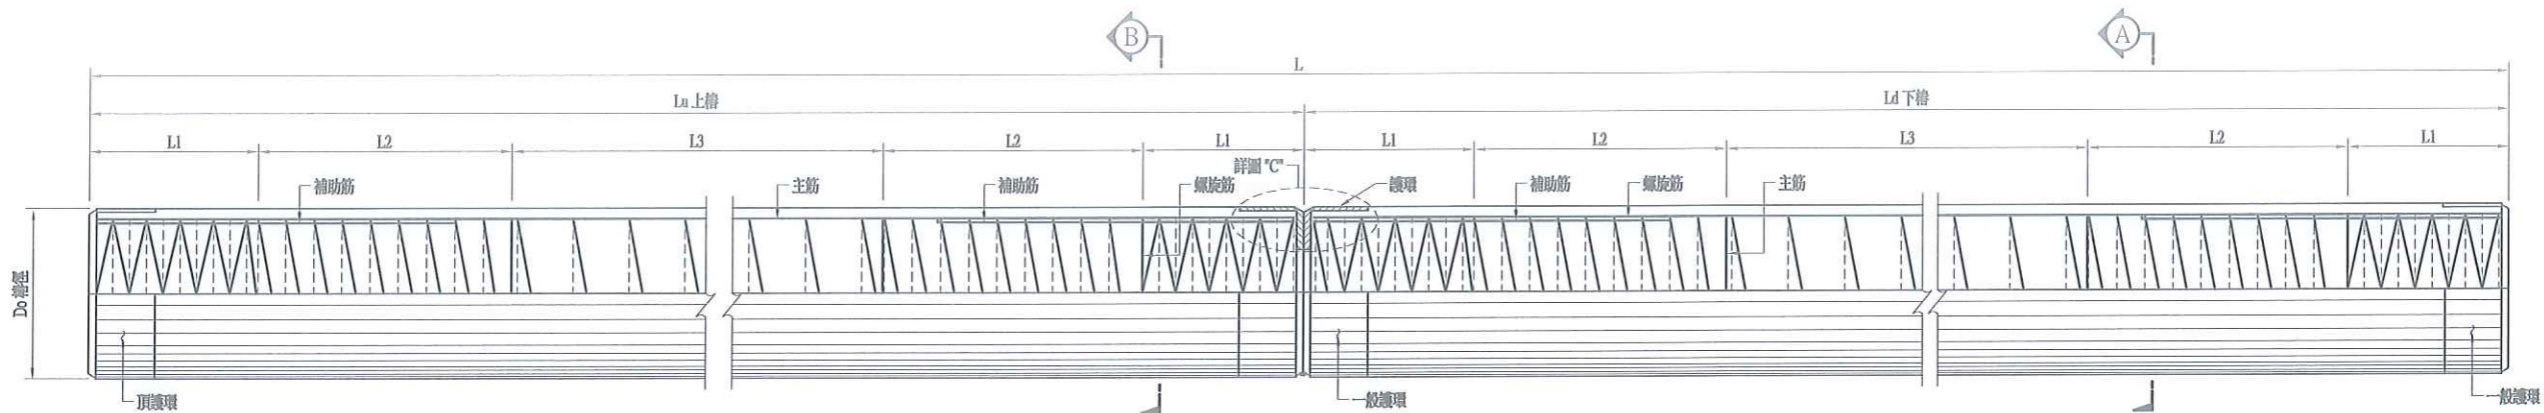 B
A
L
Lu 上樁
Ld 下樁
L1
L2
L3
L2
L1
L1
L2
L3
L2
L1
詳圖 "C"
補助筋
主筋
補助筋
螺旋筋
護環
補助筋
螺旋筋
主筋
Do 樁徑
頂護環
一般護環
一般護環